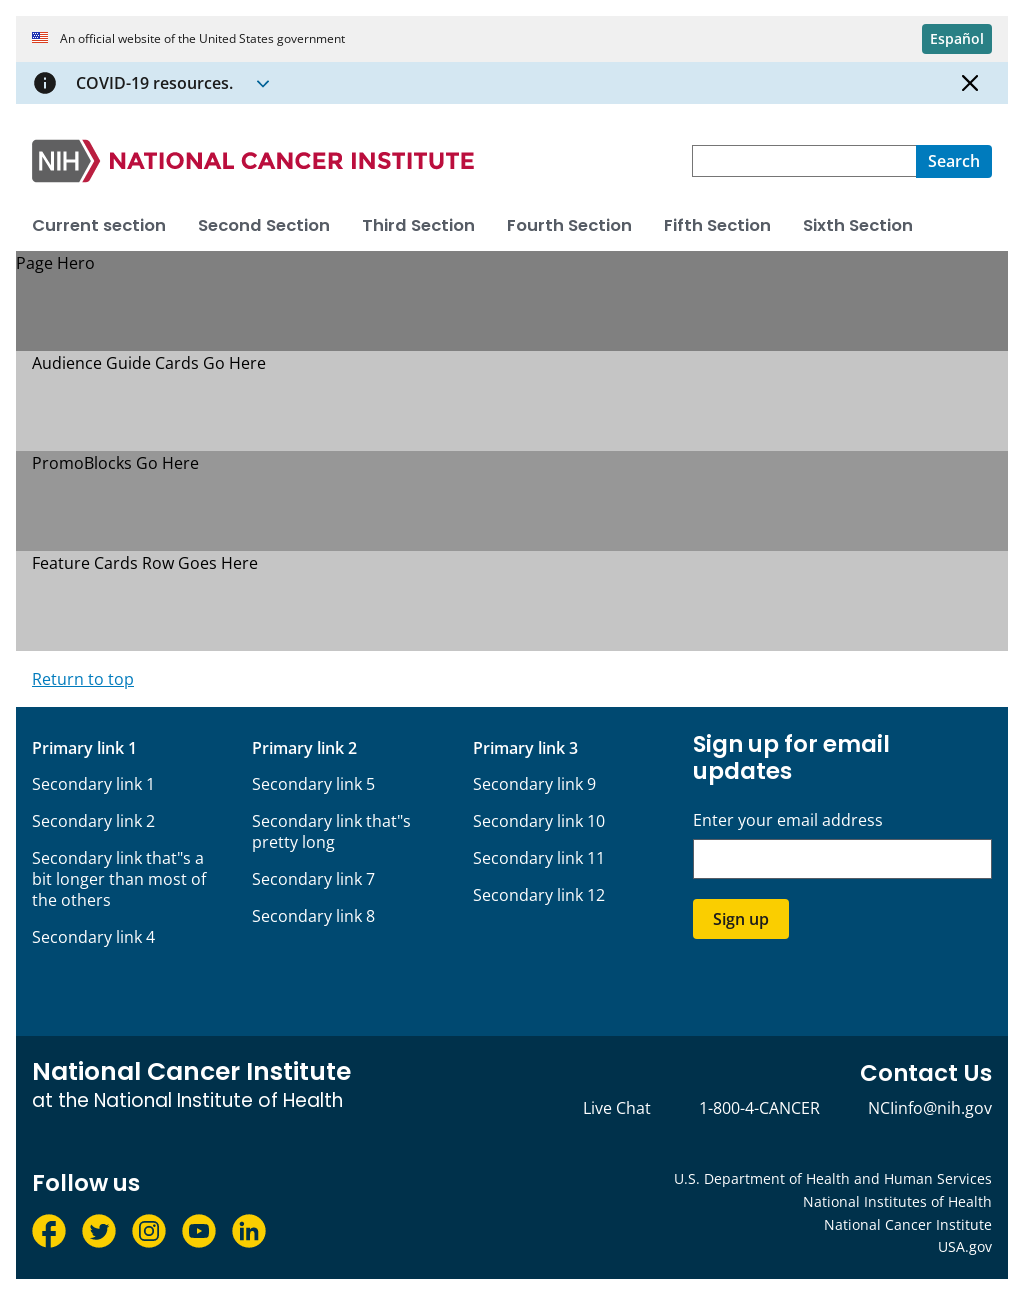 An official website of the United States government
Español
COVID-19 resources.
NIH NATIONAL CANCER INSTITUTE
Search
Current section Second Section Third Section Fourth Section Fifth Section Sixth Section
Page Hero
Audience Guide Cards Go Here
PromoBlocks Go Here
Feature Cards Row Goes Here
Return to top
Primary link 1
Secondary link 1
Secondary link 2
Secondary link that"s a
bit longer than most of
the others
Secondary link 4
Primary link 2
Secondary link 5
Secondary link that"s
pretty long
Secondary link 7
Secondary link 8
Primary link 3
Secondary link 9
Secondary link 10
Secondary link 11
Secondary link 12
Sign up for email
updates
Enter your email address
Sign up
National Cancer Institute
at the National Institute of Health
Contact Us
Live Chat 1-800-4-CANCER NCIinfo@nih.gov
Follow us
U.S. Department of Health and Human Services
National Institutes of Health
National Cancer Institute
USA.gov